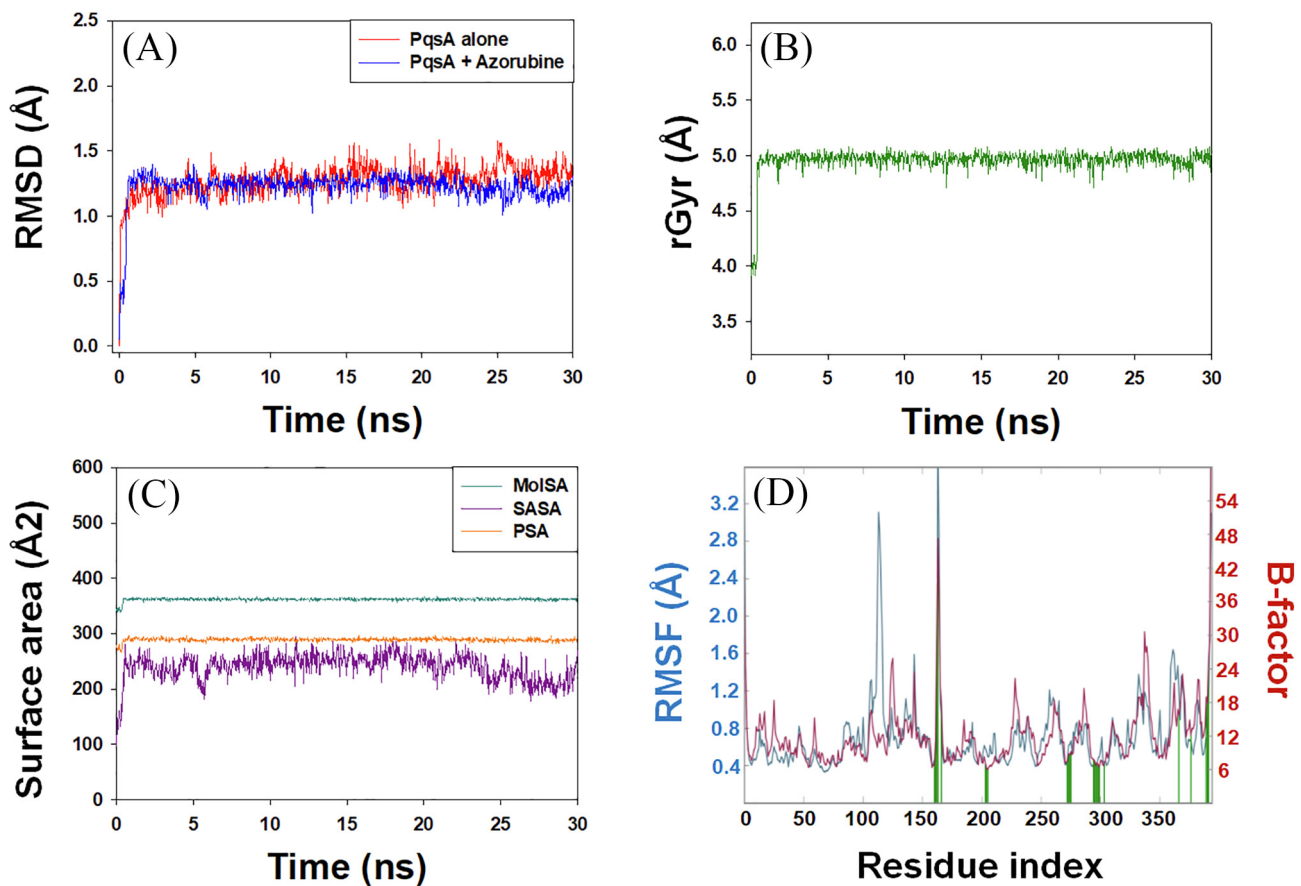 (A)
PqsA alone
PqsA + Azorubine
RMSD (Å)
2.5
2.0
1.5
1.0
0.5
0.0
0 5 10 15 20 25 30
Time (ns)
(B)
rGyr (Å)
6.0
5.5
5.0
4.5
4.0
3.5
0 5 10 15 20 25 30
Time (ns)
(C)
MolSA
SASA
PSA
Surface area (Å2)
600
500
400
300
200
100
0
0 5 10 15 20 25 30
Time (ns)
(D)
RMSF (Å)
3.2
2.8
2.4
2.0
1.6
1.2
0.8
0.4
B-factor
54
48
42
36
30
24
18
12
6
0 50 100 150 200 250 300 350
Residue index